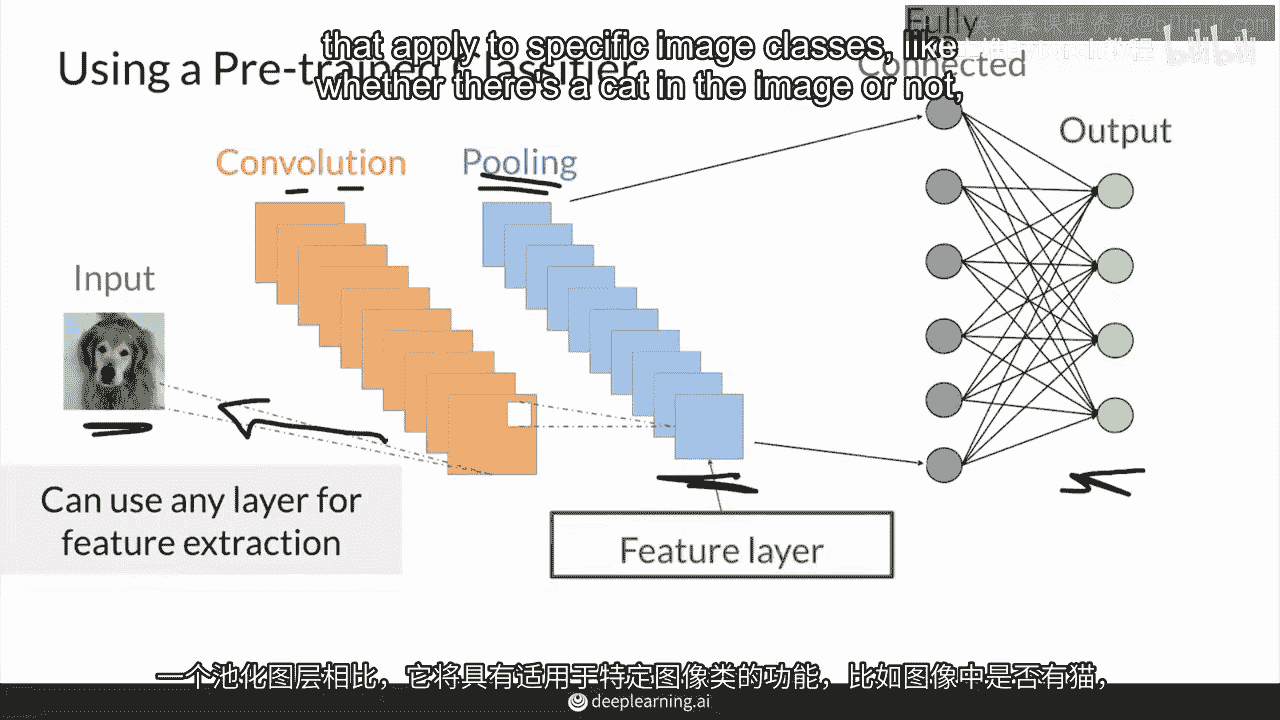 that apply to specific image classes, like
whether there's a cat in the image or not,
Using a Pre-trained Classifier
Fully
Connected
Output
Convolution
Pooling
Input
Can use any layer for
feature extraction
Feature layer
一个池化图层相比，它将具有适用于特定图像类的功能，比如图像中是否有猫，
deeplearning.ai